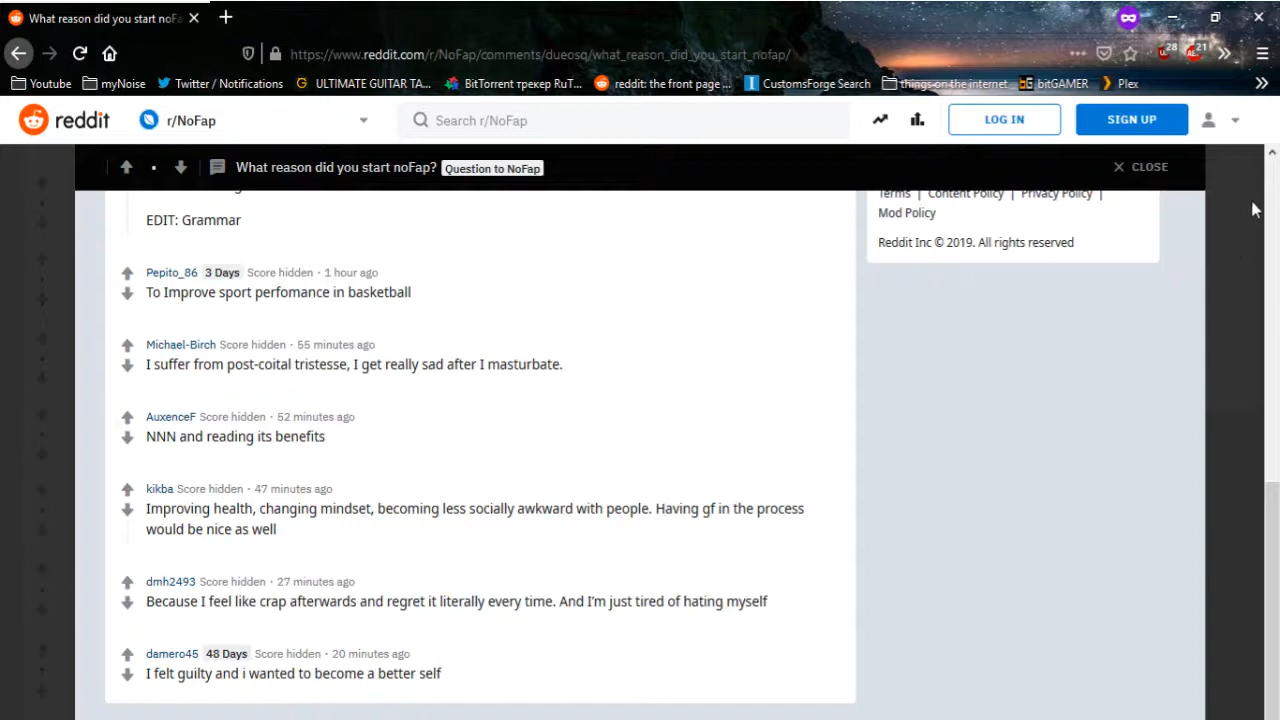 What reason did you start noFa
https://www.reddit.com/r/NoFap/comments/dueosq/what_reason_did_you_start_nofap/
28
21
Youtube
myNoise
Twitter / Notifications
ULTIMATE GUITAR TA...
BitTorrent трекер RuT...
reddit: the front page ...
CustomsForge Search
things on the internet
bitGAMER
Plex
reddit
r/NoFap
Search r/NoFap
LOG IN
SIGN UP
What reason did you start noFap? Question to NoFap
CLOSE
EDIT: Grammar
Pepito_86 3 Days Score hidden · 1 hour ago
To Improve sport perfomance in basketball
Michael-Birch Score hidden · 55 minutes ago
I suffer from post-coital tristesse, I get really sad after I masturbate.
AuxenceF Score hidden · 52 minutes ago
NNN and reading its benefits
kikba Score hidden · 47 minutes ago
Improving health, changing mindset, becoming less socially awkward with people. Having gf in the process
would be nice as well
dmh2493 Score hidden · 27 minutes ago
Because I feel like crap afterwards and regret it literally every time. And I'm just tired of hating myself
damero45 48 Days Score hidden · 20 minutes ago
I felt guilty and i wanted to become a better self
Terms | Content Policy | Privacy Policy |
Mod Policy
Reddit Inc © 2019. All rights reserved